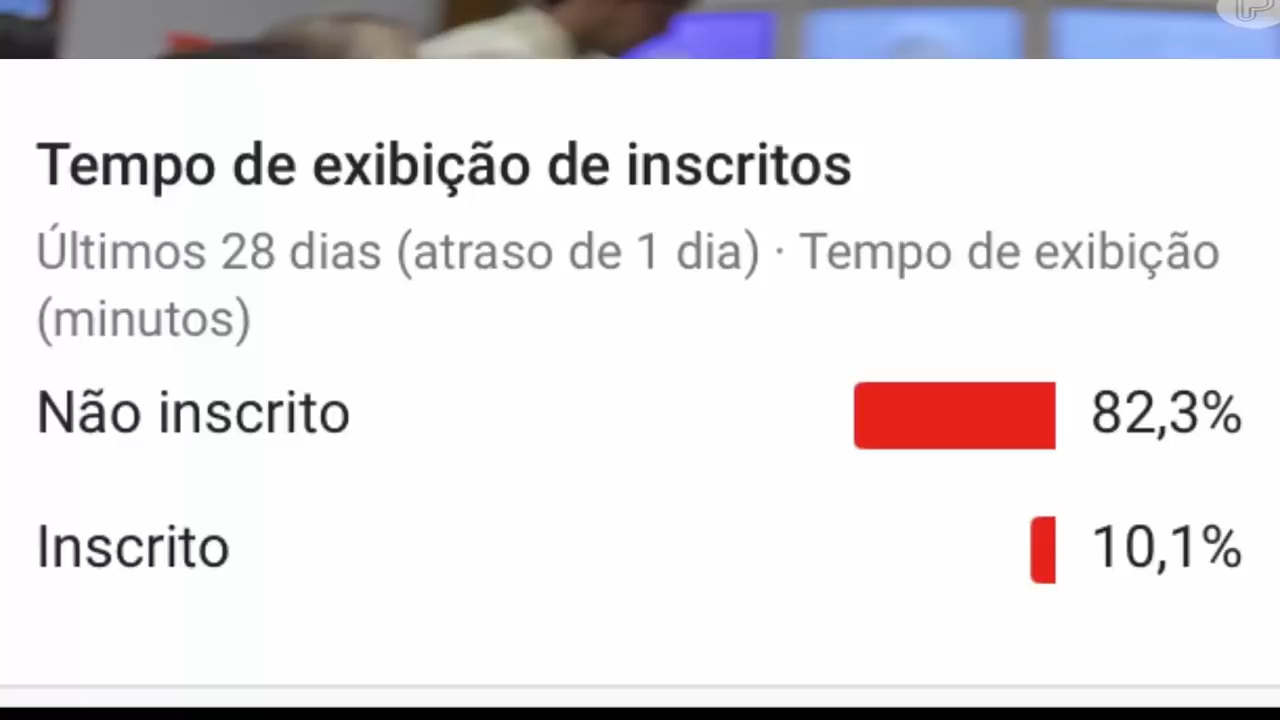 Tempo de exibição de inscritos
Últimos 28 dias (atraso de 1 dia) · Tempo de exibição
(minutos)
Não inscrito 82,3%
Inscrito 10,1%